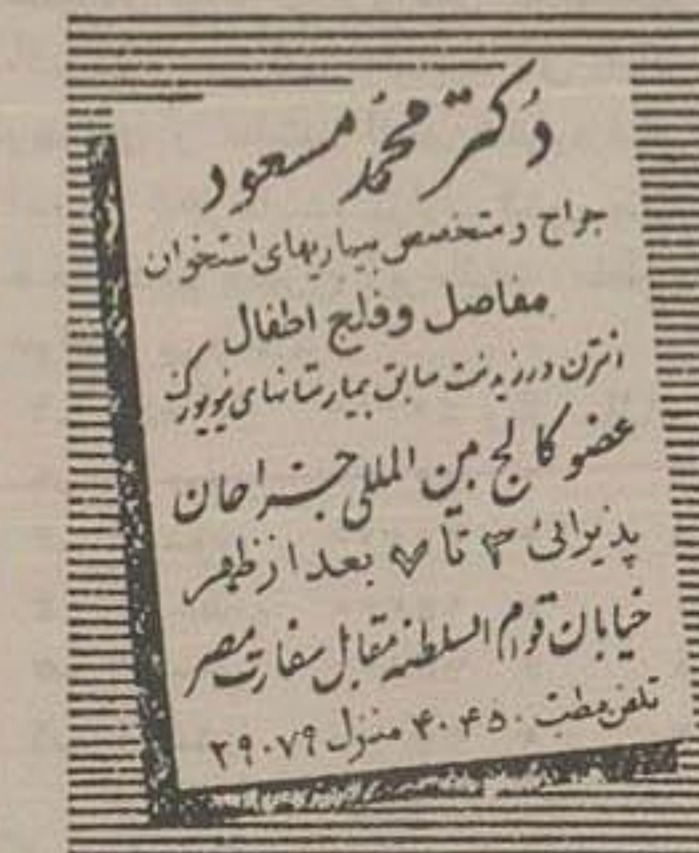 دکتر محمد مسعود
جراح و متخصص بیماریهای استخوان
مفاصل و فلج اطفال
انترن و رزیدنت سابق بیمارستانهای نیویورک
عضو کالج بین المللی جراحان
پذیرائی ۳ تا ۷ بعد از ظهر
خیابان قوام السلطنه مقابل سفارت مصر
تلفن مطب ۴۰۴۵۰ منزل ۲۹۰۷۹